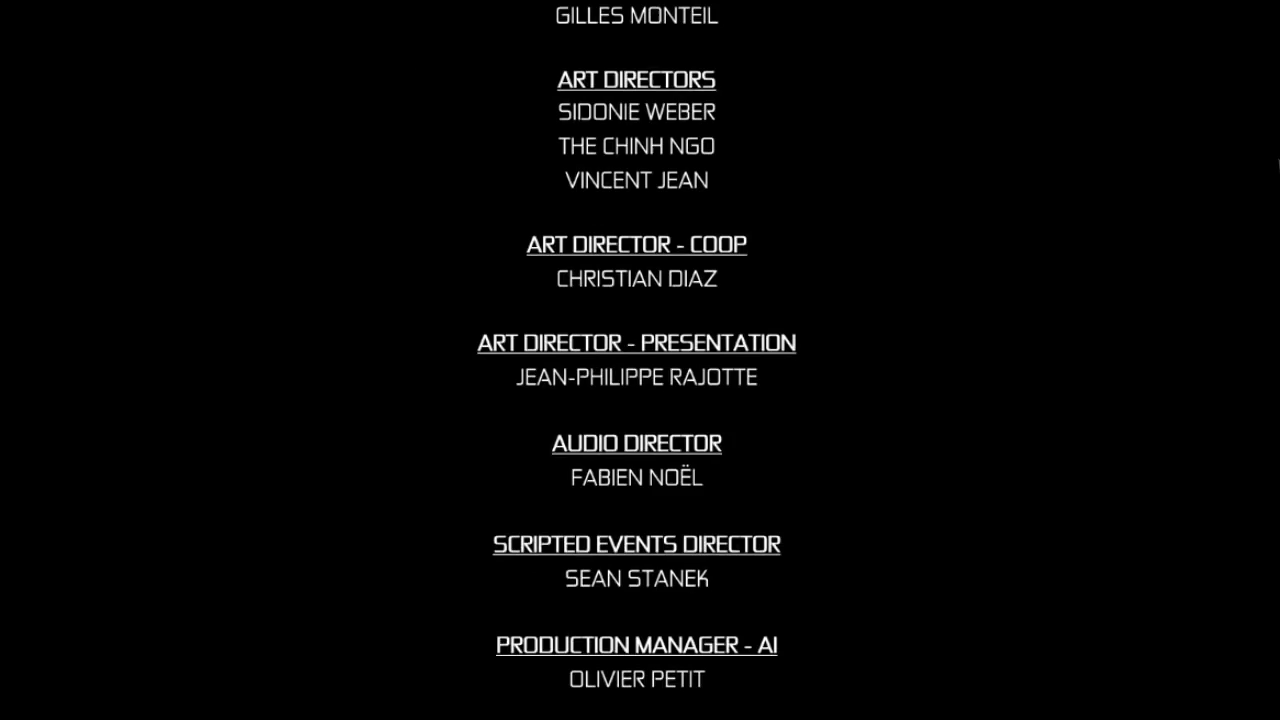 GILLES MONTEIL
ART DIRECTORS
SIDONIE WEBER
THE CHINH NGO
VINCENT JEAN
ART DIRECTOR - COOP
CHRISTIAN DIAZ
ART DIRECTOR - PRESENTATION
JEAN-PHILIPPE RAJOTTE
AUDIO DIRECTOR
FABIEN NOËL
SCRIPTED EVENTS DIRECTOR
SEAN STANEK
PRODUCTION MANAGER - AI
OLIVIER PETIT